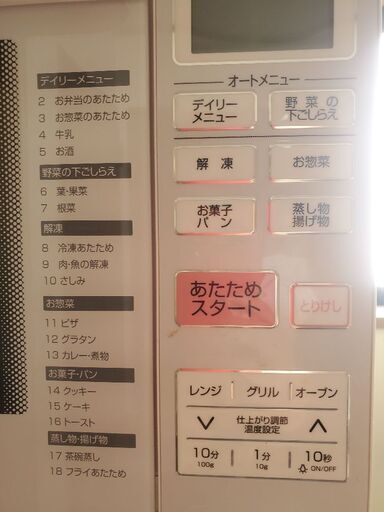 デイリーメニュー
2 お弁当のあたため
3 お惣菜のあたため
4 牛乳
5 お酒
野菜の下ごしらえ
6 葉・果菜
7 根菜
解凍
8 冷凍あたため
9 肉・魚の解凍
10 さしみ
お惣菜
11 ピザ
12 グラタン
13 カレー・煮物
お菓子・パン
14 クッキー
15 ケーキ
16 トースト
蒸し物・揚げ物
17 茶碗蒸し
18 フライあたため
オートメニュー
デイリー
メニュー
野菜の
下ごしらえ
解凍
お惣菜
お菓子
パン
蒸し物
揚げ物
あたため
スタート
とりけし
レンジ
グリル
オーブン
仕上がり調節
温度設定
10分
100g
1分
10g
10秒
ON/OFF